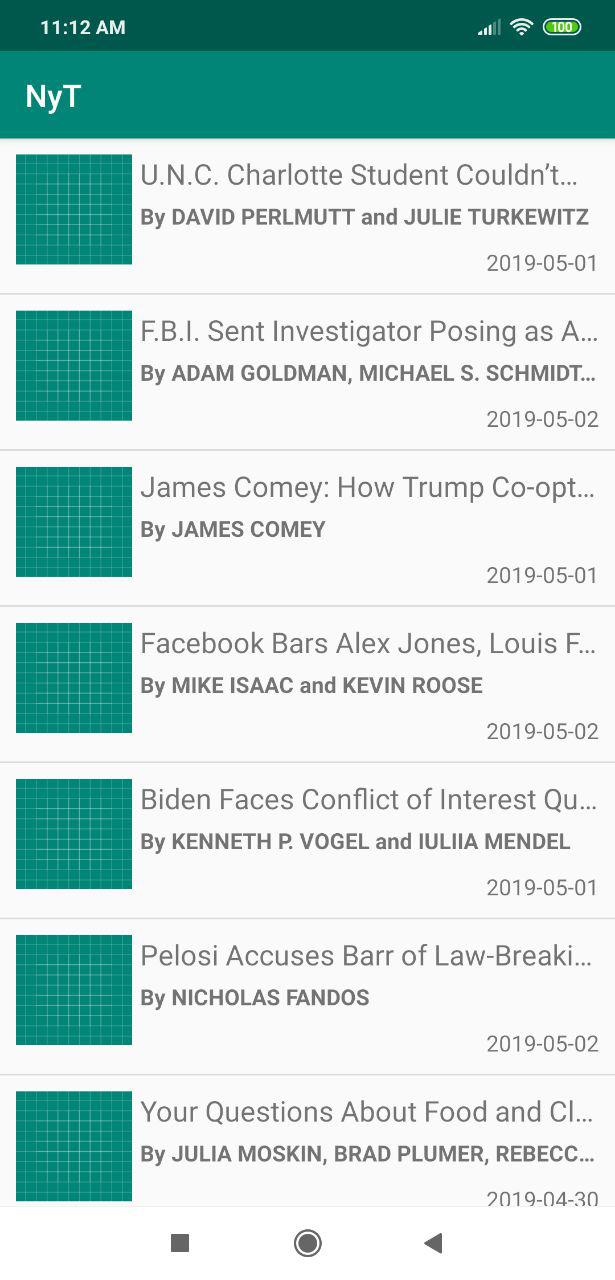 11:12 AM
100
NyT
U.N.C. Charlotte Student Couldn’t…
By DAVID PERLMUTT and JULIE TURKEWITZ
2019-05-01
F.B.I. Sent Investigator Posing as A…
By ADAM GOLDMAN, MICHAEL S. SCHMIDT…
2019-05-02
James Comey: How Trump Co-opt…
By JAMES COMEY
2019-05-01
Facebook Bars Alex Jones, Louis F…
By MIKE ISAAC and KEVIN ROOSE
2019-05-02
Biden Faces Conflict of Interest Qu…
By KENNETH P. VOGEL and IULIIA MENDEL
2019-05-01
Pelosi Accuses Barr of Law-Breaki…
By NICHOLAS FANDOS
2019-05-02
Your Questions About Food and Cl…
By JULIA MOSKIN, BRAD PLUMER, REBECC…
2019-04-30